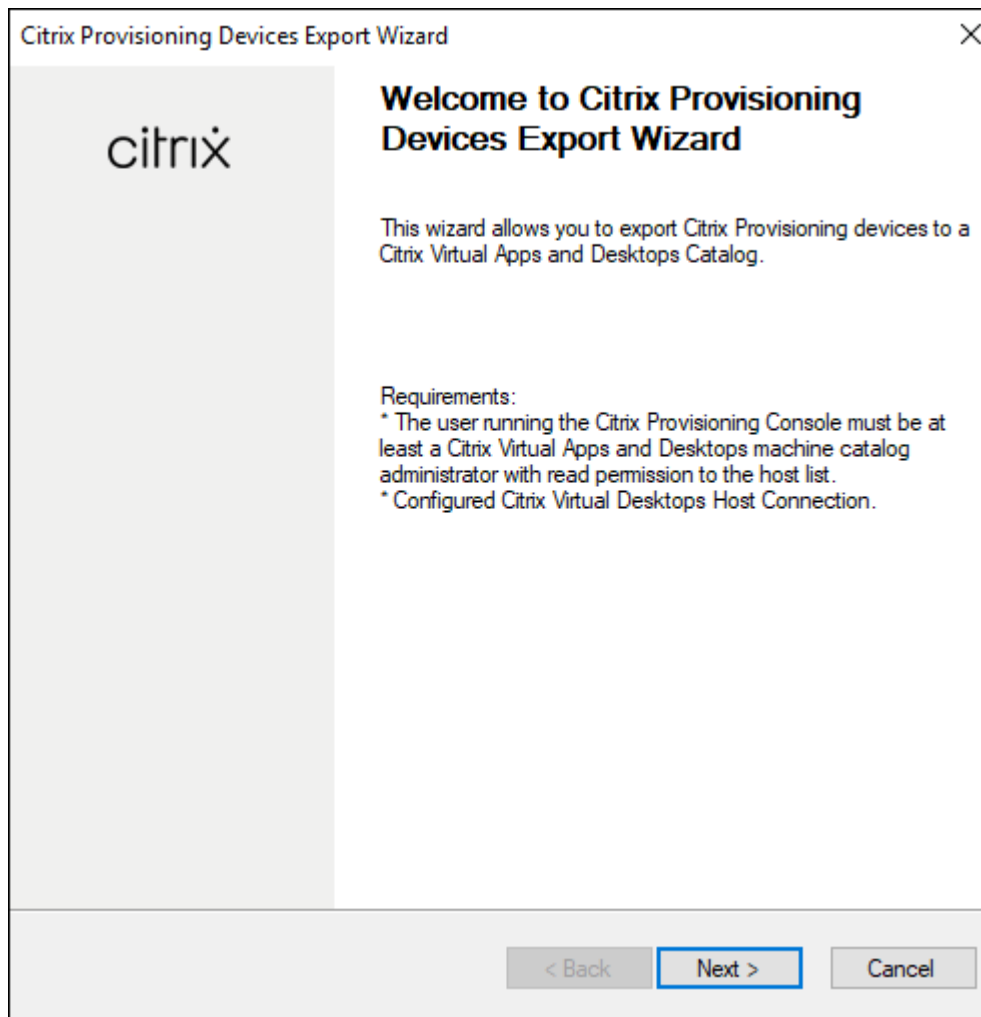 Citrix Provisioning Devices Export Wizard
citrix
Welcome to Citrix Provisioning
Devices Export Wizard
This wizard allows you to export Citrix Provisioning devices to a
Citrix Virtual Apps and Desktops Catalog.
Requirements:
* The user running the Citrix Provisioning Console must be at
least a Citrix Virtual Apps and Desktops machine catalog
administrator with read permission to the host list.
* Configured Citrix Virtual Desktops Host Connection.
< Back
Next >
Cancel